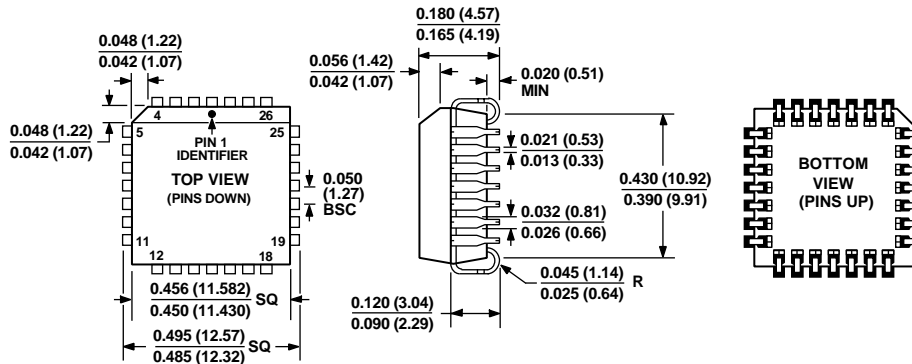 0.048 (1.22)
0.042 (1.07)
0.048 (1.22)
0.042 (1.07)
4
26
5
25
PIN 1
IDENTIFIER
TOP VIEW
(PINS DOWN)
11
19
12
18
0.050
(1.27)
BSC
0.456 (11.582)
0.450 (11.430)
SQ
0.495 (12.57)
0.485 (12.32)
SQ
0.180 (4.57)
0.165 (4.19)
0.056 (1.42)
0.042 (1.07)
0.020 (0.51)
MIN
0.021 (0.53)
0.013 (0.33)
0.032 (0.81)
0.026 (0.66)
0.430 (10.92)
0.390 (9.91)
0.045 (1.14)
0.025 (0.64)
R
0.120 (3.04)
0.090 (2.29)
BOTTOM
VIEW
(PINS UP)